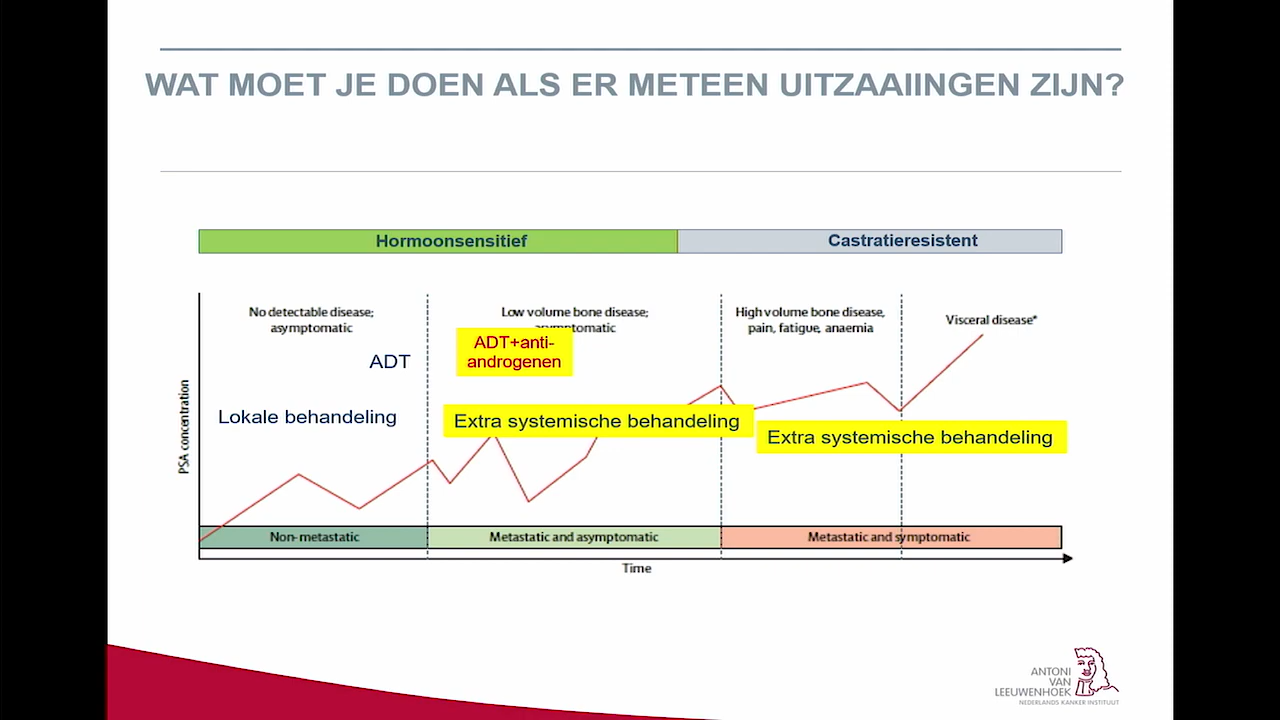 WAT MOET JE DOEN ALS ER METEEN UITZAAIINGEN ZIJN?
Hormoonsensitief
Castratieresistent
No detectable disease;
asymptomatic
Low volume bone disease;
asymptomatic
High volume bone disease,
pain, fatigue, anaemia
Visceral disease*
ADT+anti-
androgenen
ADT
Lokale behandeling
Extra systemische behandeling
Extra systemische behandeling
PSA concentration
Non-metastatic
Metastatic and asymptomatic
Metastatic and symptomatic
Time
ANTONI
VAN
LEEUWENHOEK
NEDERLANDS KANKER INSTITUUT